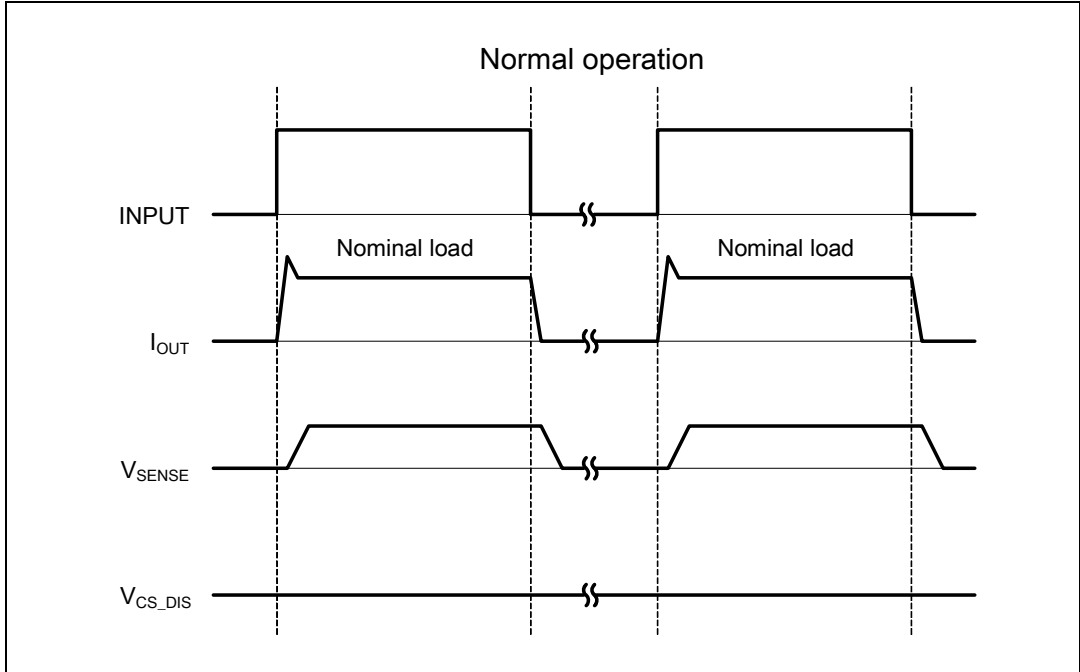 Normal operation
INPUT
Nominal load Nominal load
IOUT
VSENSE
VCS_DIS